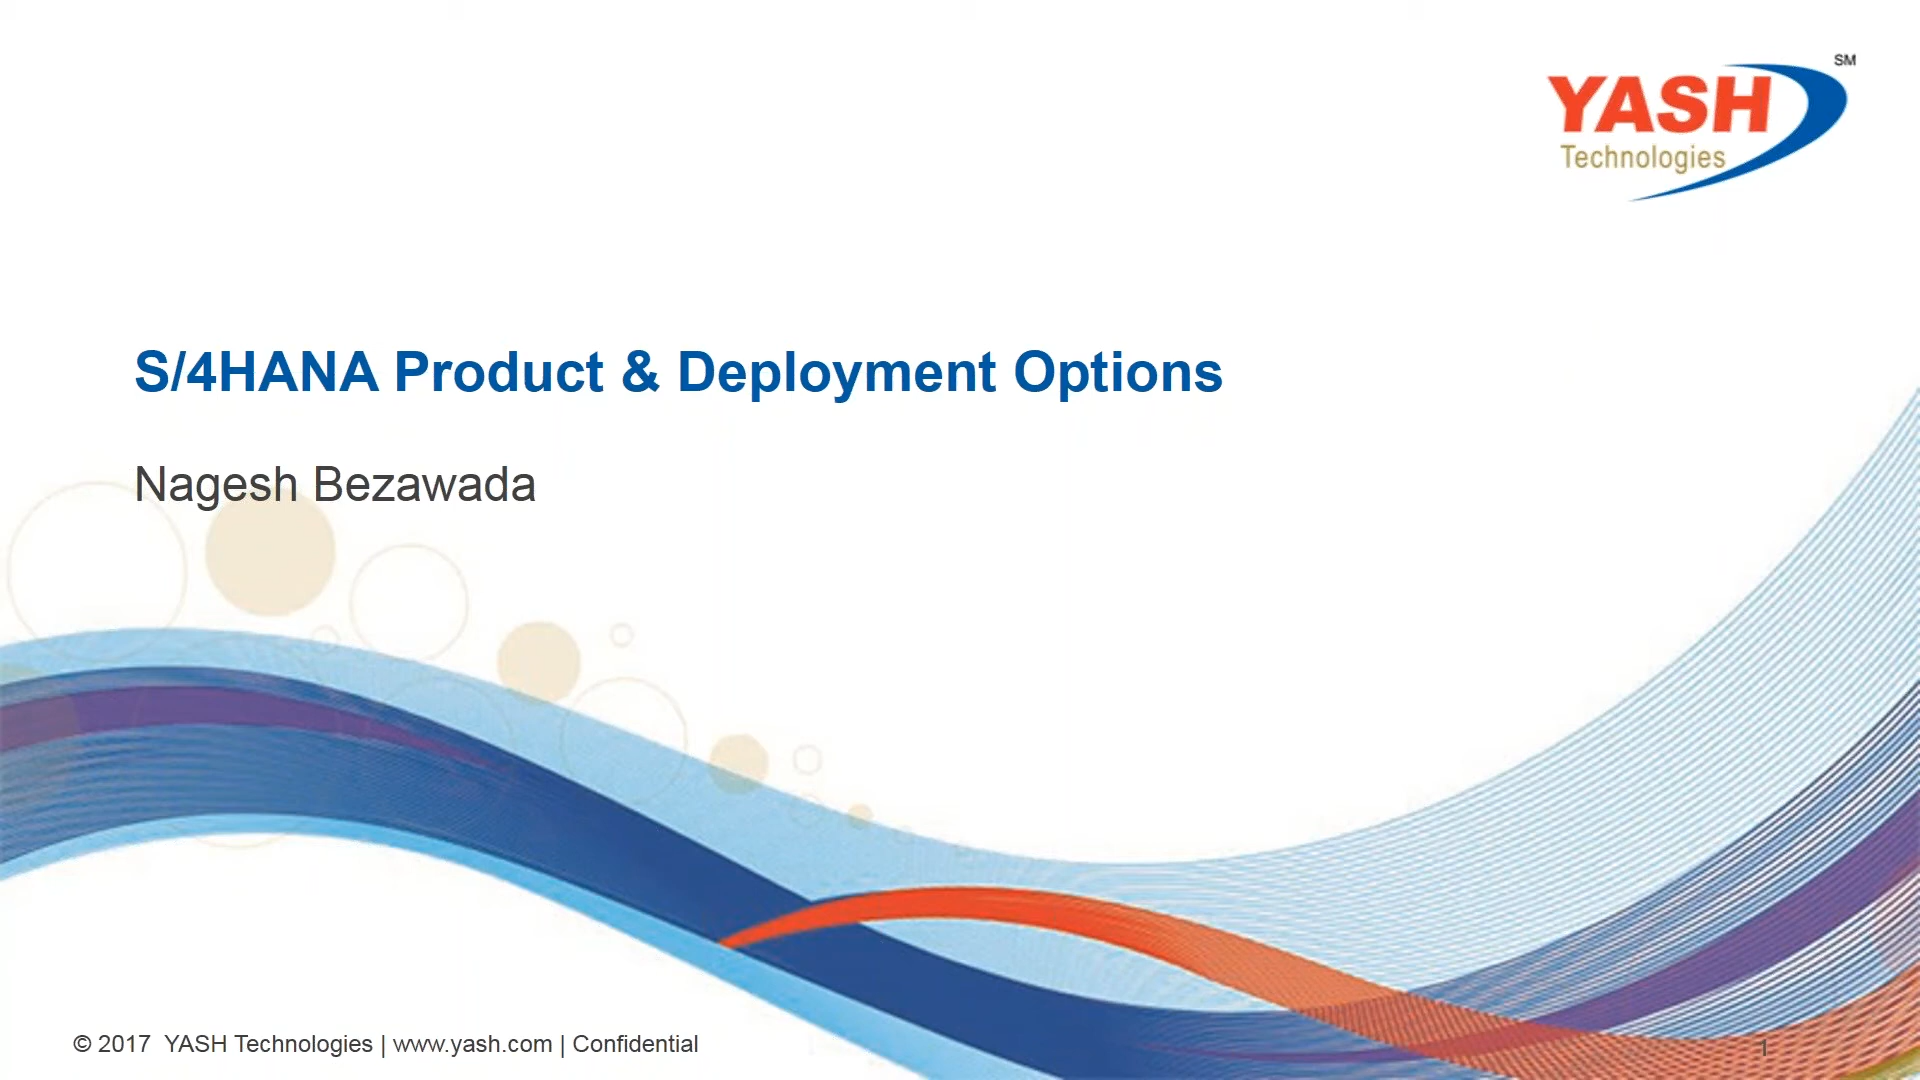 SM
YASH
Technologies
S/4HANA Product & Deployment Options
Nagesh Bezawada
© 2017 YASH Technologies | www.yash.com | Confidential
1